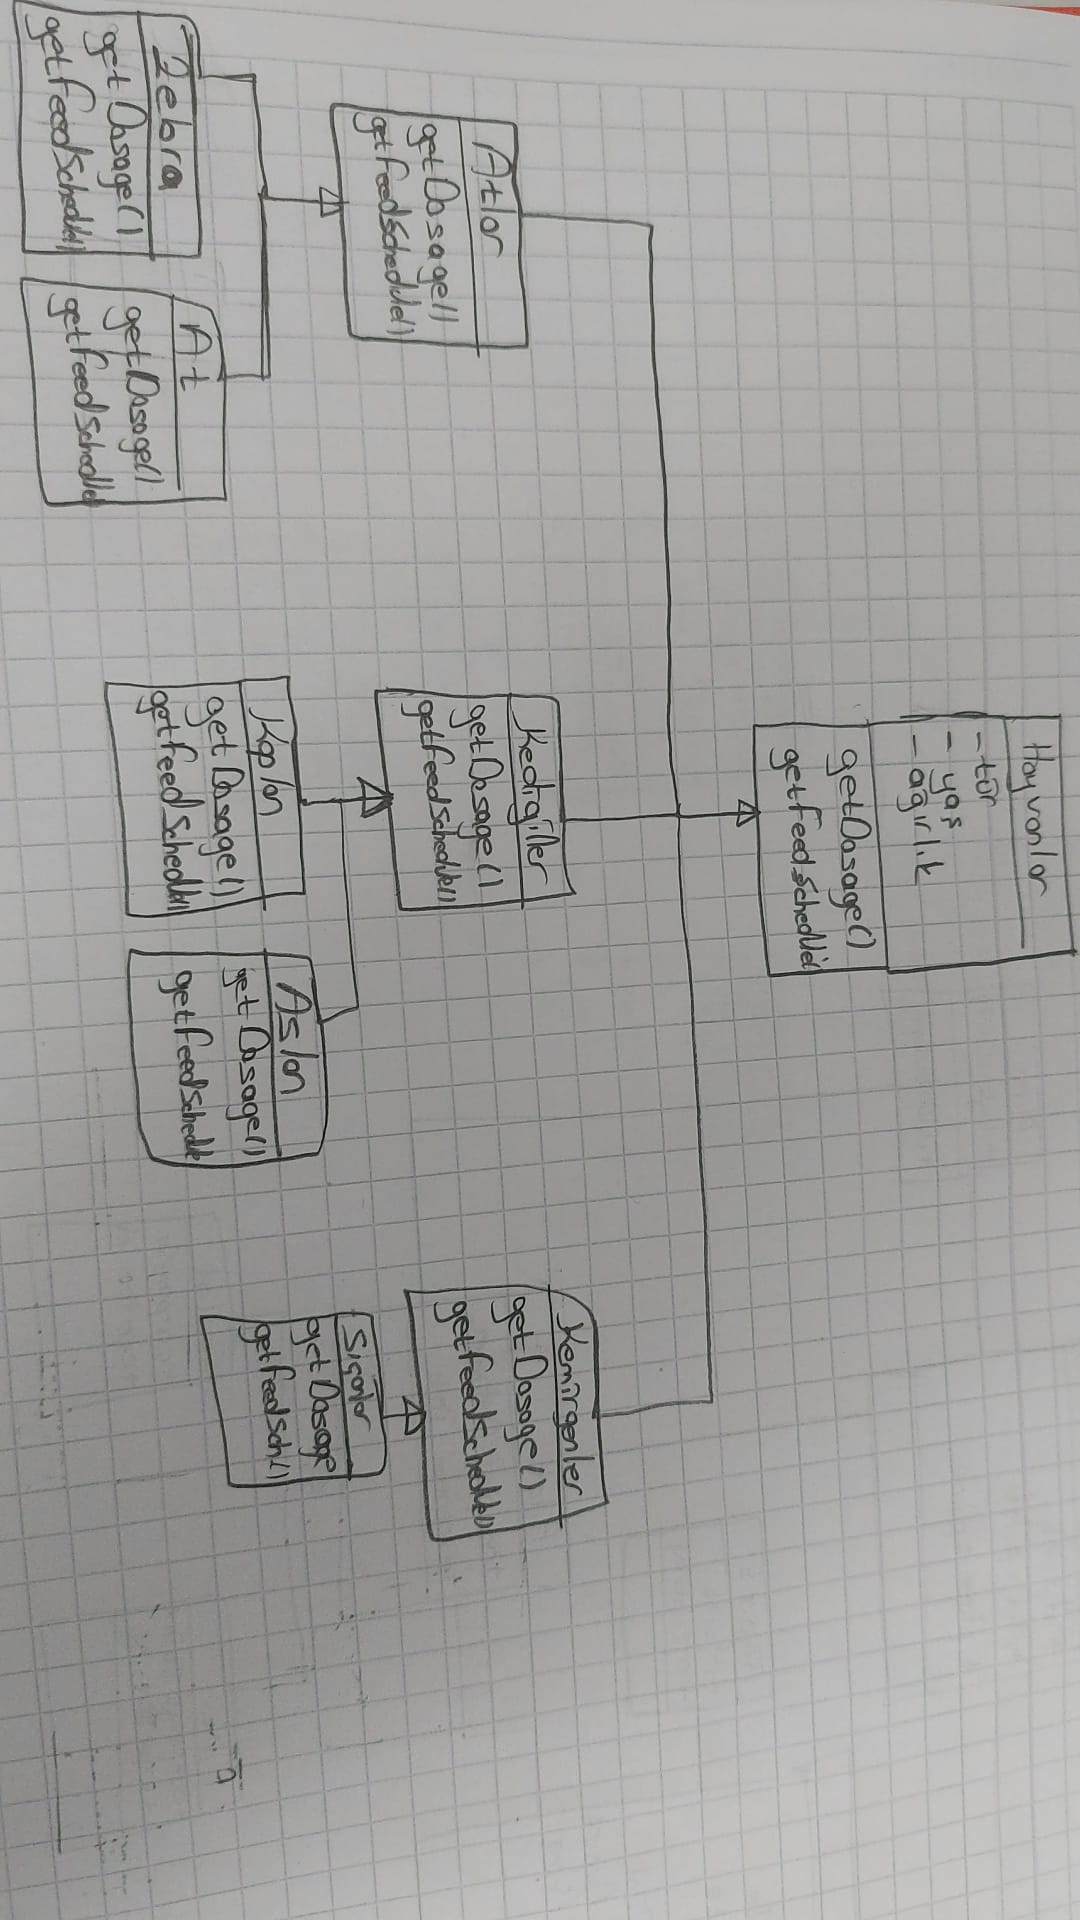 Hayvanlar
- tür
- yaş
- ağırlık
getDosage()
getfeedSchedule()
Atlar
getDosage()
getfeedSchedule()
Kedigiller
getDosage()
getfeedSchedule()
Kemirgenler
getDosage()
getfeedSchedule()
Zebra
getDosage()
getfeedSchedule()
At
getDosage()
getfeedSchedule
Kaplan
getDosage()
getfeedSchedule()
Aslan
getDosage()
getfeedSchedule
Sıçanlar
getDosage
getfeedSch()